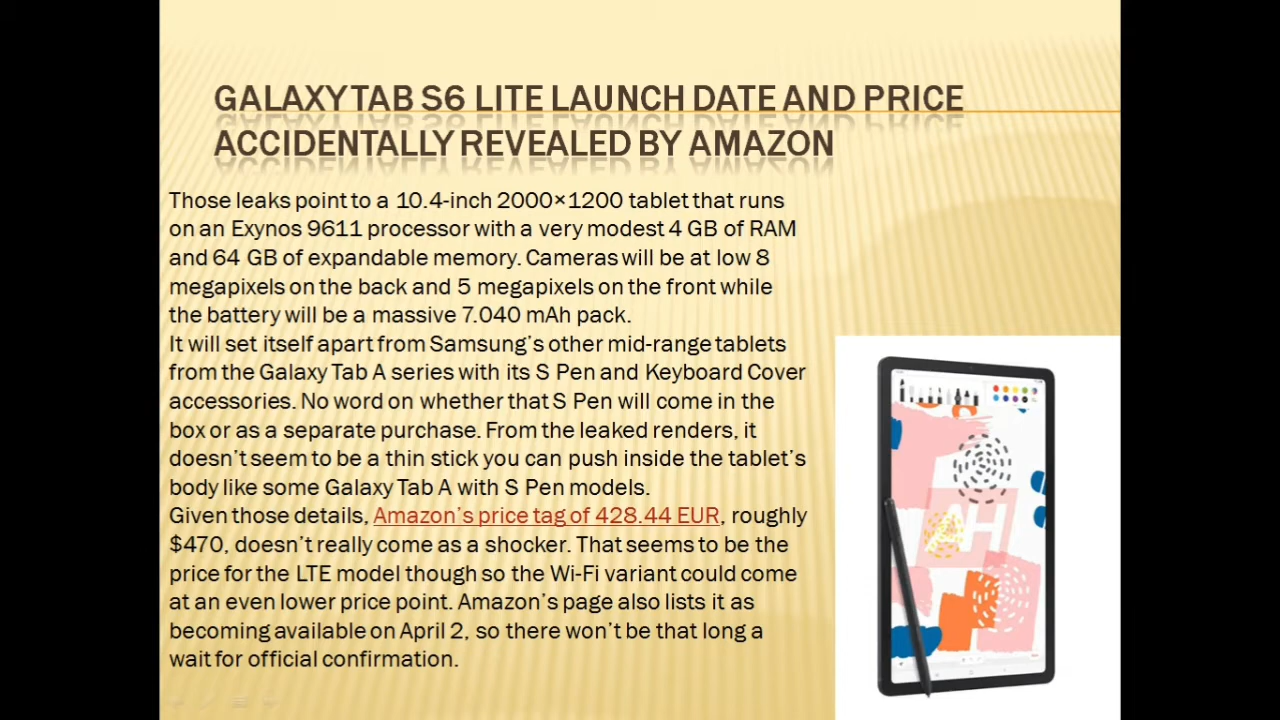 GALAXY TAB S6 LITE LAUNCH DATE AND PRICE
ACCIDENTALLY REVEALED BY AMAZON
Those leaks point to a 10.4-inch 2000×1200 tablet that runs
on an Exynos 9611 processor with a very modest 4 GB of RAM
and 64 GB of expandable memory. Cameras will be at low 8
megapixels on the back and 5 megapixels on the front while
the battery will be a massive 7.040 mAh pack.
It will set itself apart from Samsung's other mid-range tablets
from the Galaxy Tab A series with its S Pen and Keyboard Cover
accessories. No word on whether that S Pen will come in the
box or as a separate purchase. From the leaked renders, it
doesn't seem to be a thin stick you can push inside the tablet's
body like some Galaxy Tab A with S Pen models.
Given those details, Amazon's price tag of 428.44 EUR, roughly
$470, doesn't really come as a shocker. That seems to be the
price for the LTE model though so the Wi-Fi variant could come
at an even lower price point. Amazon's page also lists it as
becoming available on April 2, so there won't be that long a
wait for official confirmation.
AH